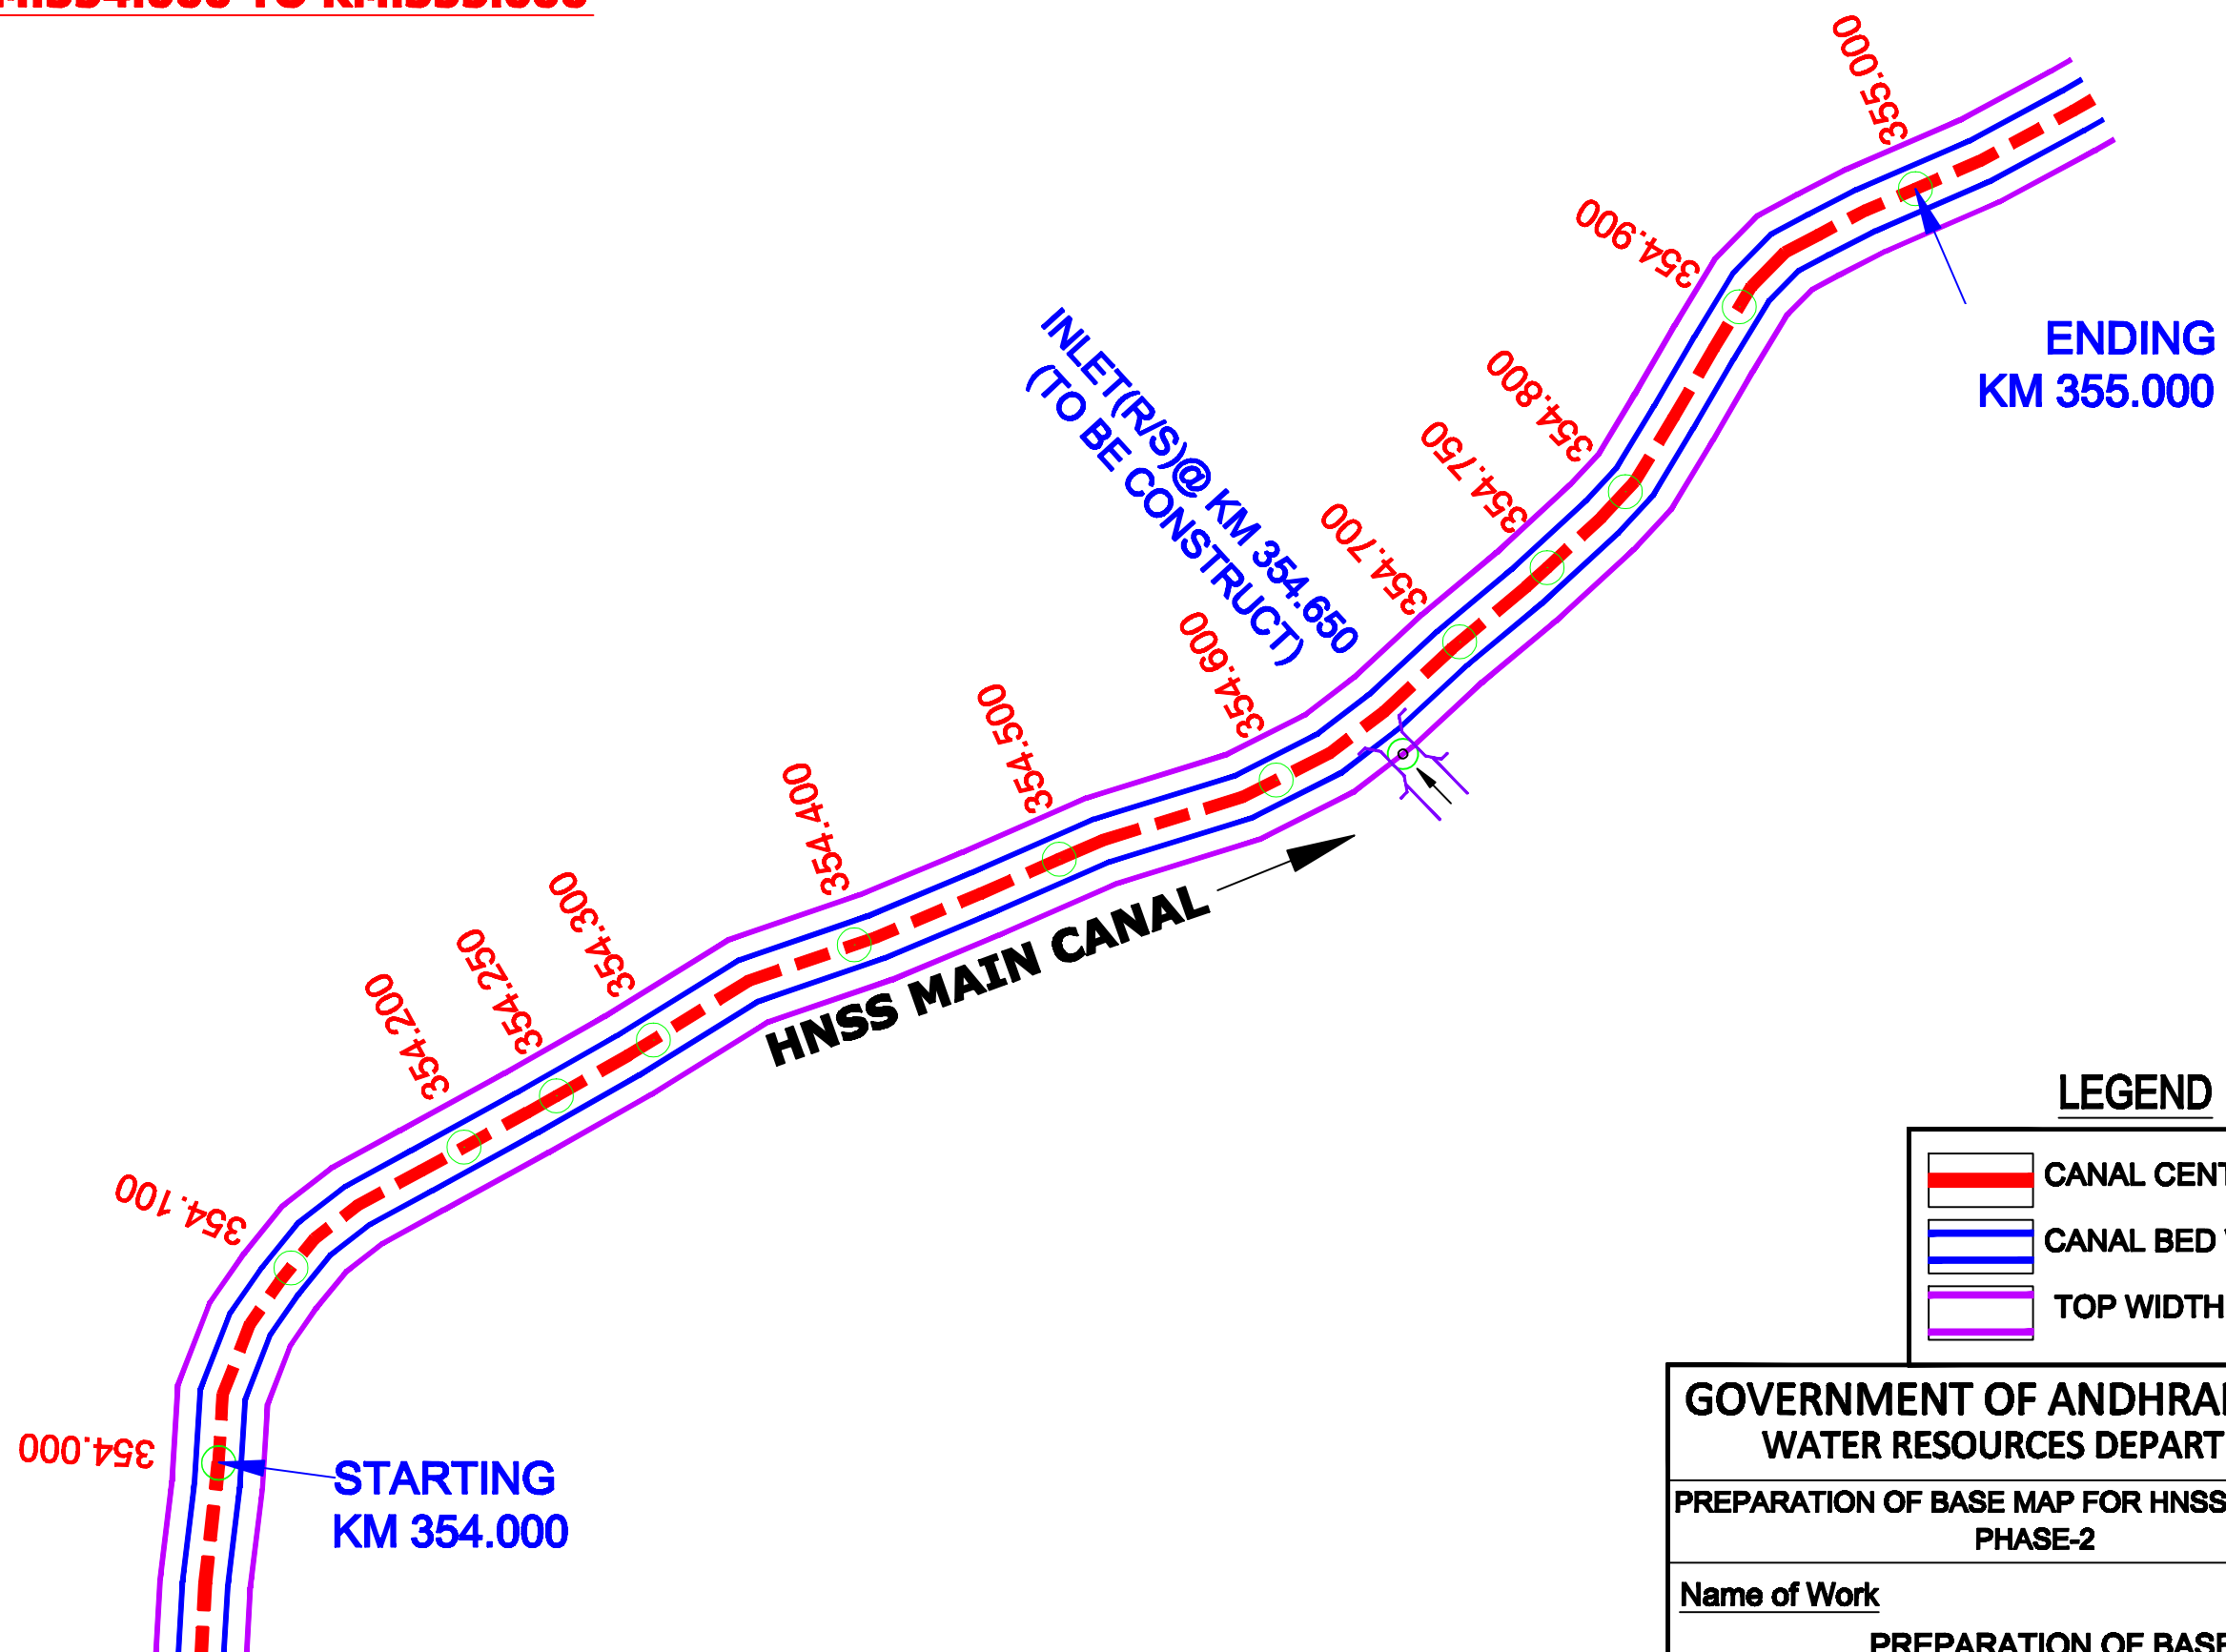 355.000
354.900
ENDING
KM 355.000
INLET(R/S)@ KM 354.650
(TO BE CONSTRUCT)
354.800
354.750
354.700
354.600
354.500
354.400
354.300
354.250
354.200
354.100
354.000
HNSS MAIN CANAL
STARTING
KM 354.000
LEGEND
CANAL CENT
CANAL BED
TOP WIDTH
GOVERNMENT OF ANDHRA
WATER RESOURCES DEPART
PREPARATION OF BASE MAP FOR HNSS
PHASE-2
Name of Work
PREPARATION OF BASE